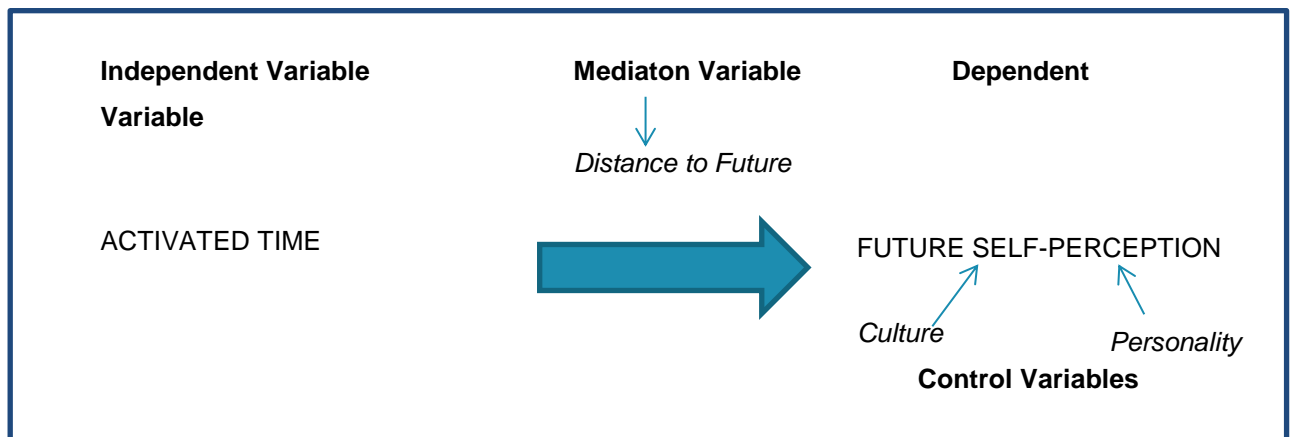 Independent Variable Mediaton Variable Dependent
Variable
Distance to Future
ACTIVATED TIME
FUTURE SELF-PERCEPTION
Culture
Personality
Control Variables